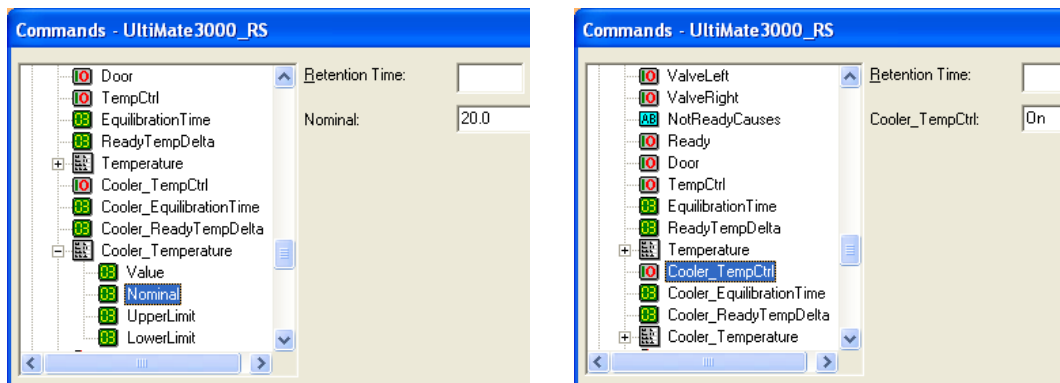 Commands - UltiMate3000_RS
Door
TempCtrl
EquilibrationTime
ReadyTempDelta
Temperature
Cooler_TempCtrl
Cooler_EquilibrationTime
Cooler_ReadyTempDelta
Cooler_Temperature
Value
Nominal
UpperLimit
LowerLimit
Retention Time:
Nominal: 20.0
Commands - UltiMate3000_RS
ValveLeft
ValveRight
NotReadyCauses
Ready
Door
TempCtrl
EquilibrationTime
ReadyTempDelta
Temperature
Cooler_TempCtrl
Cooler_EquilibrationTime
Cooler_ReadyTempDelta
Cooler_Temperature
Retention Time:
Cooler_TempCtrl: On